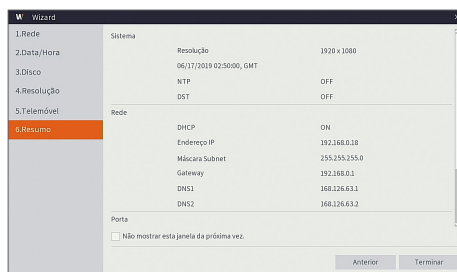 W Wizard
1.Rede
2.Data/Hora
3.Disco
4.Resolução
5.Telemóvel
6.Resumo
Sistema
Resolução 1920 x 1080
06/17/2019 02:50:00, GMT
NTP OFF
DST OFF
Rede
DHCP ON
Endereço IP 192.168.0.18
Máscara Subnet 255.255.255.0
Gateway 192.168.0.1
DNS1 168.126.63.1
DNS2 168.126.63.2
Porta
Não mostrar esta janela da próxima vez.
Anterior Terminar